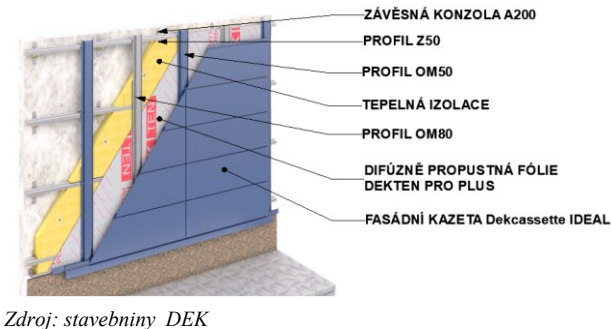 ZÁVĚSNÁ KONZOLA A200
PROFIL Z50
PROFIL OM50
TEPELNÁ IZOLACE
PROFIL OM80
DIFÚZNĚ PROPUSTNÁ FÓLIE
DEKTEN PRO PLUS
FASÁDNÍ KAZETA Dekcassette IDEAL
Zdroj: stavebniny DEK